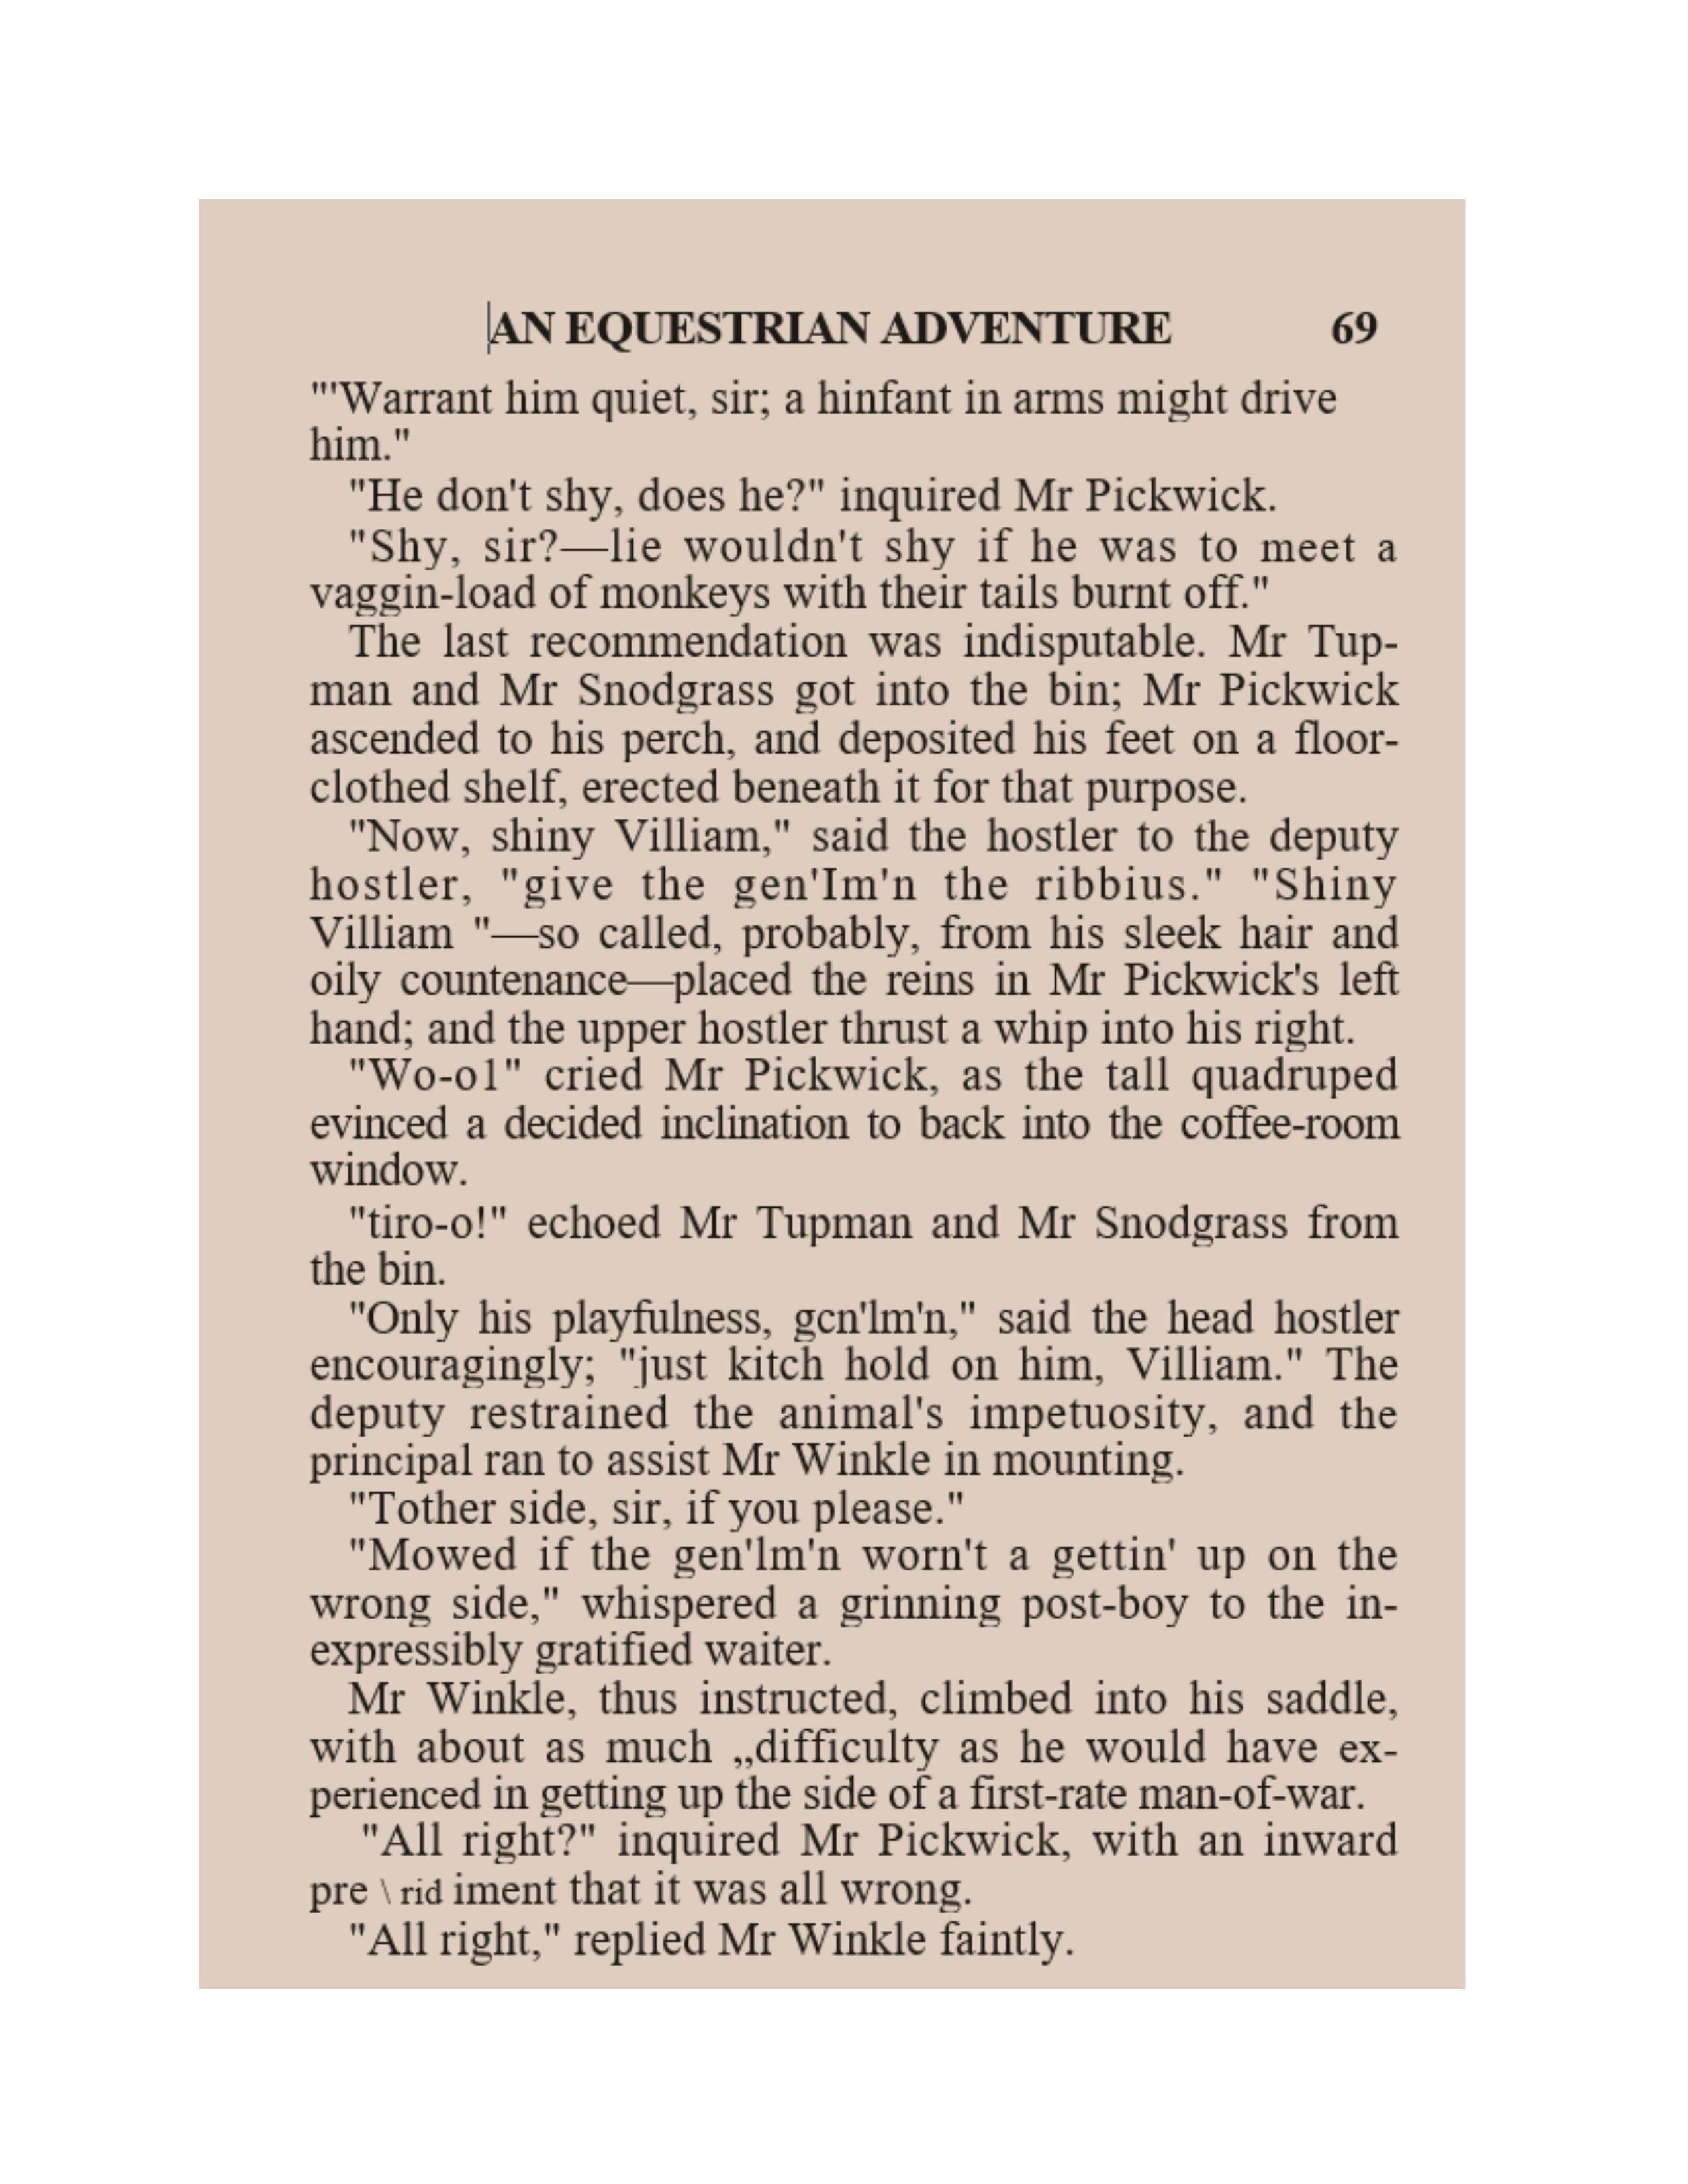 AN EQUESTRIAN ADVENTURE 69
"'Warrant him quiet, sir; a hinfant in arms might drive
him."
"He don't shy, does he?" inquired Mr Pickwick.
"Shy, sir?—lie wouldn't shy if he was to meet a
vaggin-load of monkeys with their tails burnt off."
The last recommendation was indisputable. Mr Tup-
man and Mr Snodgrass got into the bin; Mr Pickwick
ascended to his perch, and deposited his feet on a floor-
clothed shelf, erected beneath it for that purpose.
"Now, shiny Villiam," said the hostler to the deputy
hostler, "give the gen'Im'n the ribbius." "Shiny
Villiam "—so called, probably, from his sleek hair and
oily countenance—placed the reins in Mr Pickwick's left
hand; and the upper hostler thrust a whip into his right.
"Wo-o1" cried Mr Pickwick, as the tall quadruped
evinced a decided inclination to back into the coffee-room
window.
"tiro-o!" echoed Mr Tupman and Mr Snodgrass from
the bin.
"Only his playfulness, gcn'lm'n," said the head hostler
encouragingly; "just kitch hold on him, Villiam." The
deputy restrained the animal's impetuosity, and the
principal ran to assist Mr Winkle in mounting.
"Tother side, sir, if you please."
"Mowed if the gen'lm'n worn't a gettin' up on the
wrong side," whispered a grinning post-boy to the in-
expressibly gratified waiter.
Mr Winkle, thus instructed, climbed into his saddle,
with about as much „difficulty as he would have ex-
perienced in getting up the side of a first-rate man-of-war.
"All right?" inquired Mr Pickwick, with an inward
pre \ rid iment that it was all wrong.
"All right," replied Mr Winkle faintly.